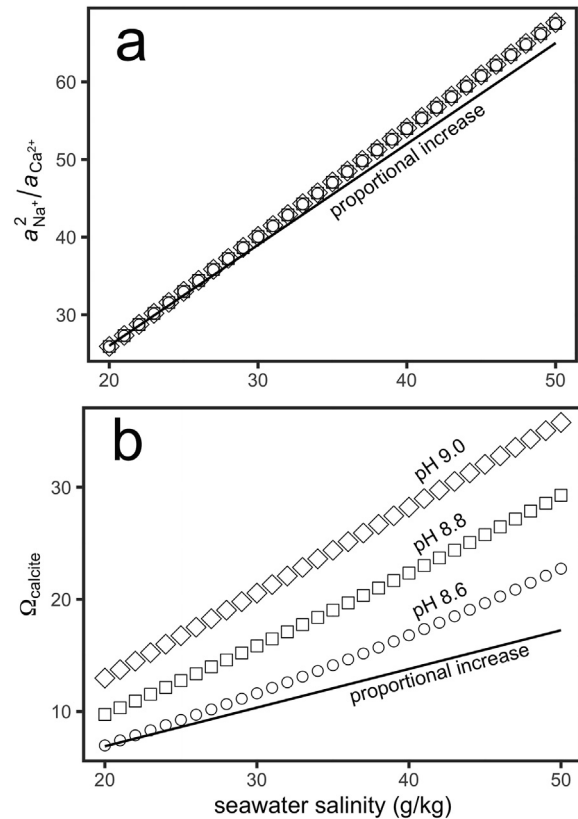 a
60
50
40
30
a²Na⁺/aCa²⁺
proportional increase
20
30
40
50
b
30
20
10
Ωcalcite
pH 9.0
pH 8.8
pH 8.6
proportional increase
20
30
40
50
seawater salinity (g/kg)